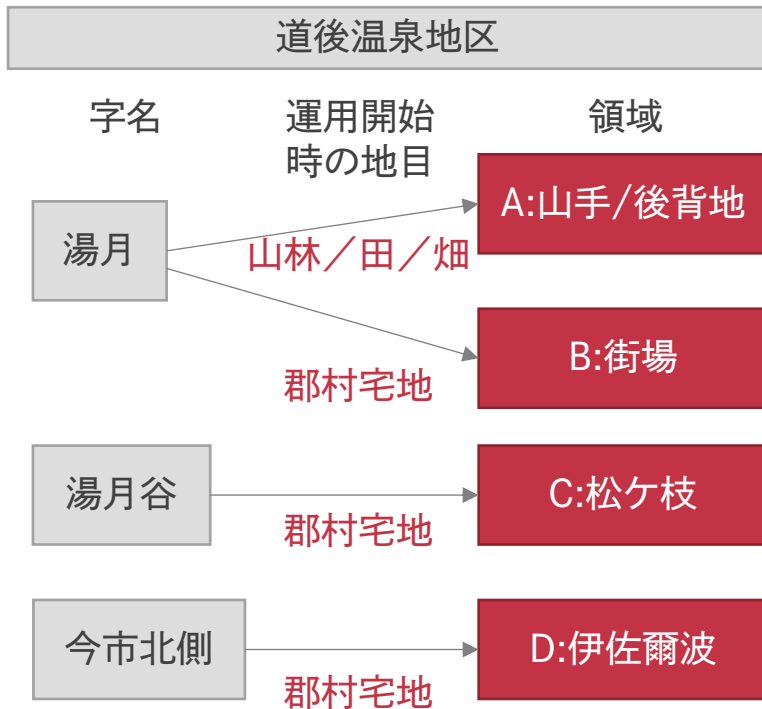 道後温泉地区
字名
運用開始
時の地目
領域
湯月
山林／田／畑
A:山手/後背地
郡村宅地
B:街場
湯月谷
郡村宅地
C:松ケ枝
今市北側
郡村宅地
D:伊佐爾波